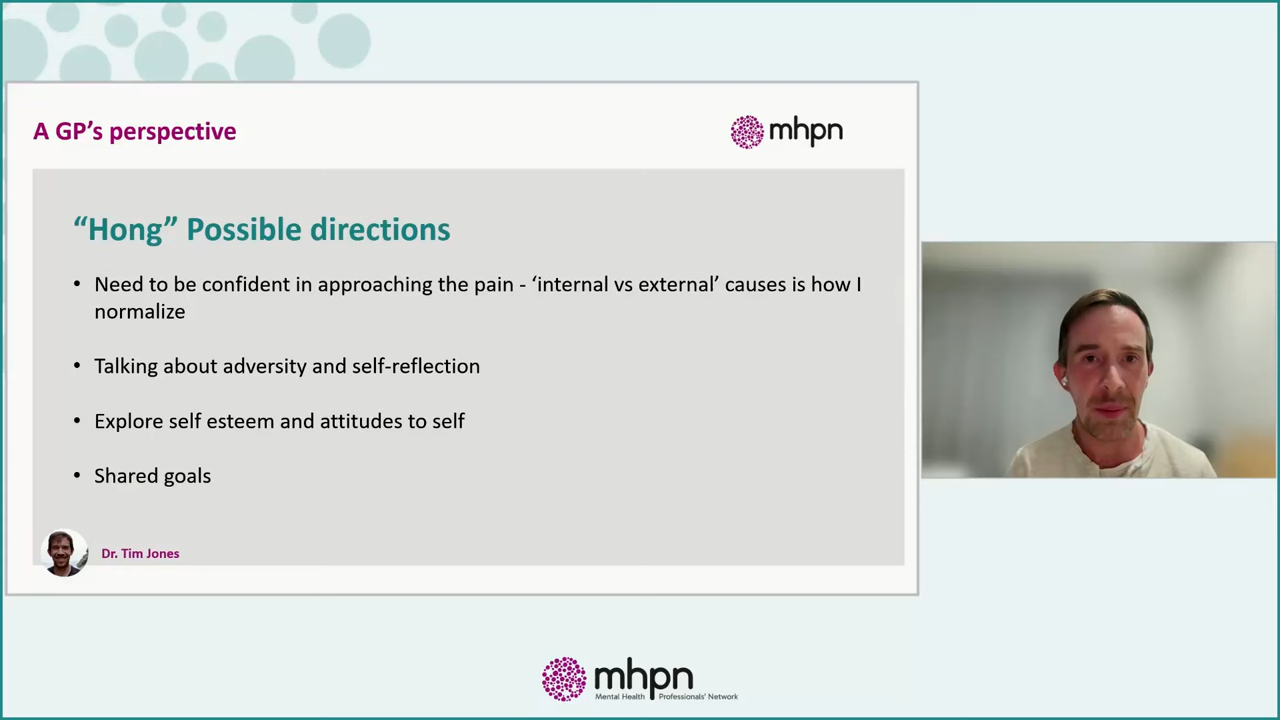 A GP’s perspective
mhpn
“Hong” Possible directions
• Need to be confident in approaching the pain - ‘internal vs external’ causes is how I
normalize
• Talking about adversity and self-reflection
• Explore self esteem and attitudes to self
• Shared goals
Dr. Tim Jones
mhpn
Mental Health Professionals’ Network